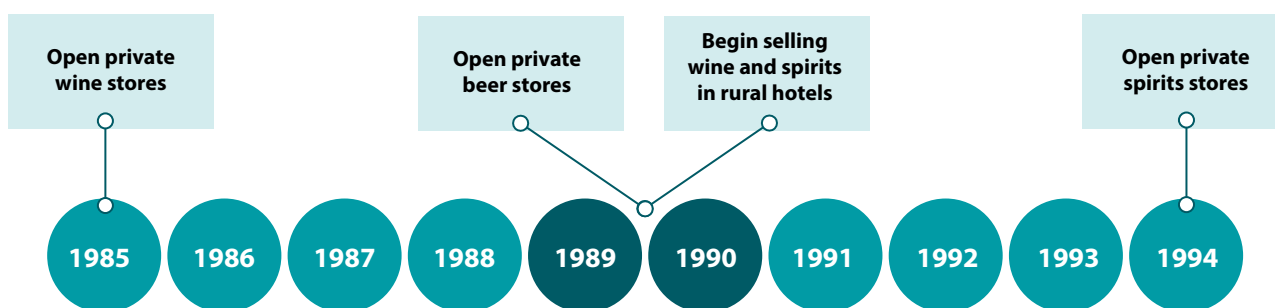 Open private
wine stores
Open private
beer stores
Begin selling
wine and spirits
in rural hotels
Open private
spirits stores
1985
1986
1987
1988
1989
1990
1991
1992
1993
1994